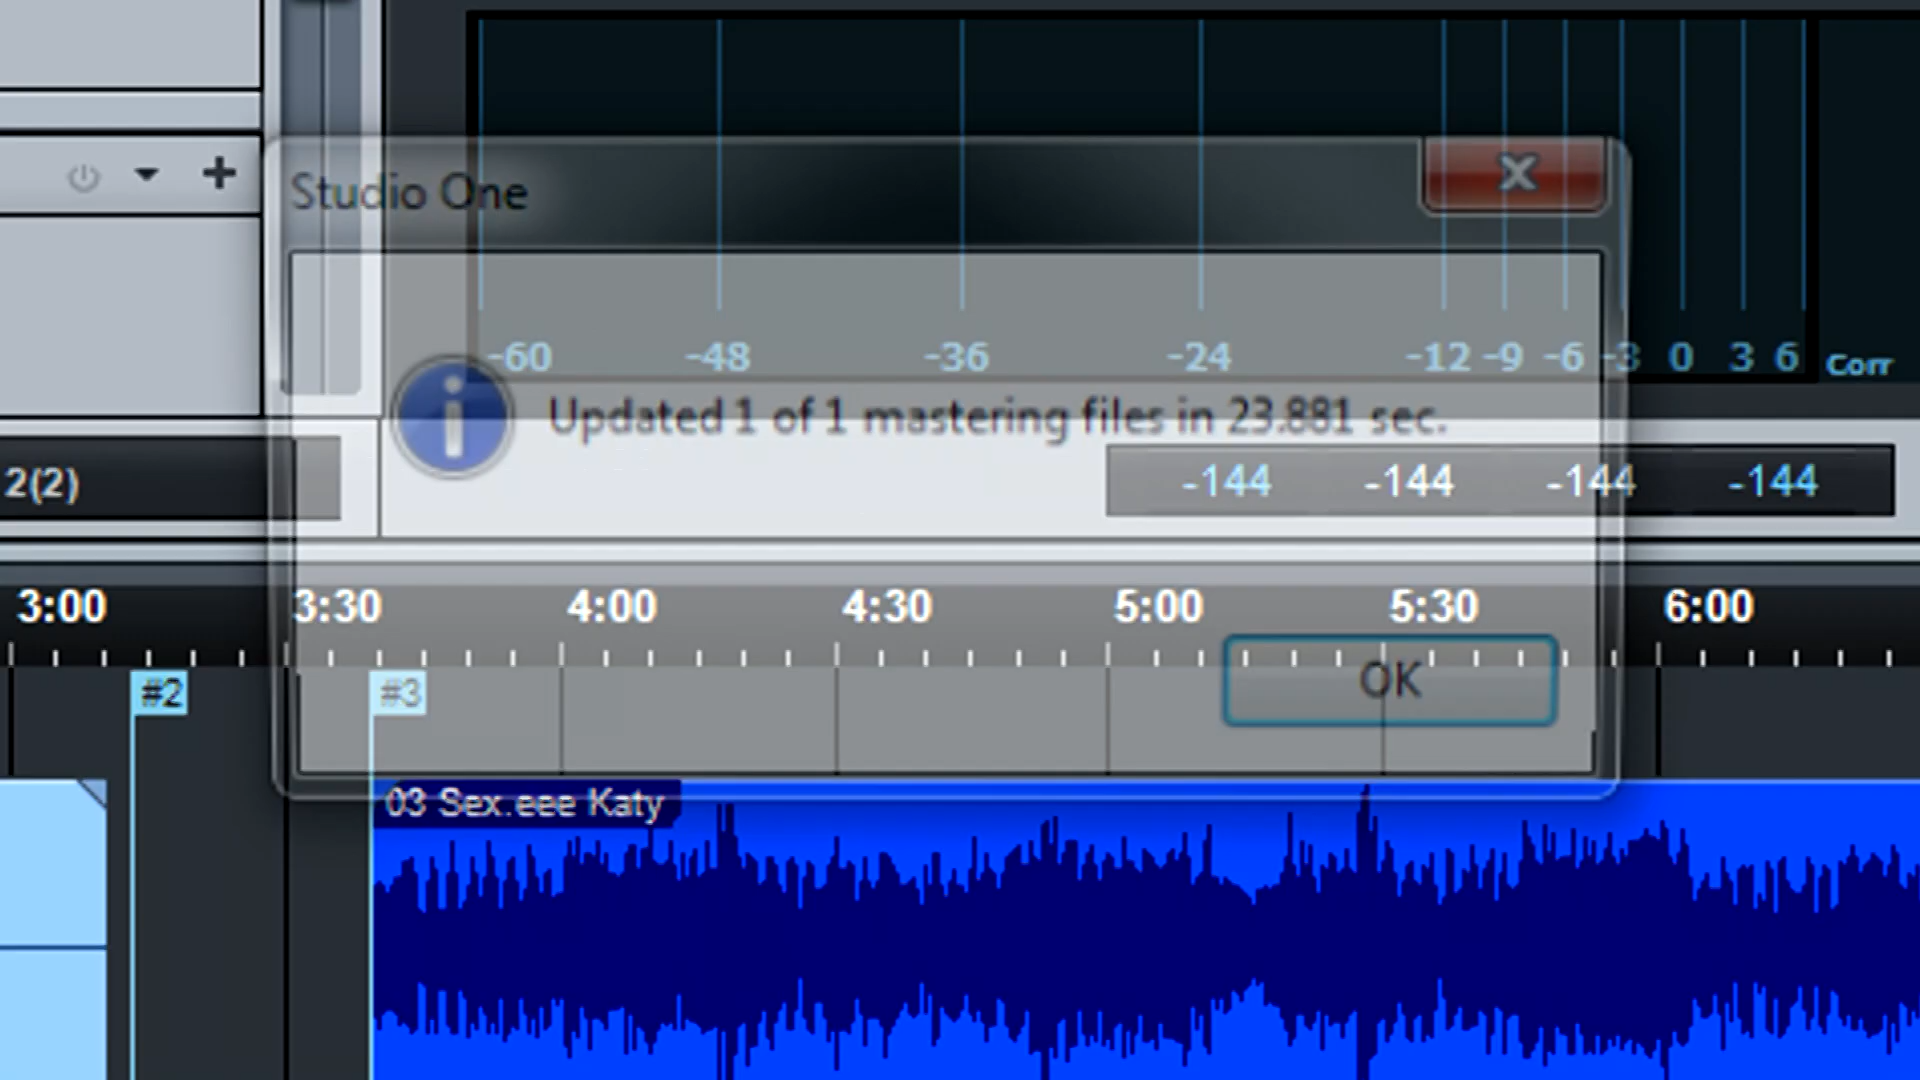 Studio One
-60 -48 -36 -24 -12 -9 -6 -3 0 3 6 Corr
Updated 1 of 1 mastering files in 23.881 sec.
2(2)
-144 -144 -144 -144
3:00 3:30 4:00 4:30 5:00 5:30 6:00
OK
#2 #3
03 Sex.eee Katy